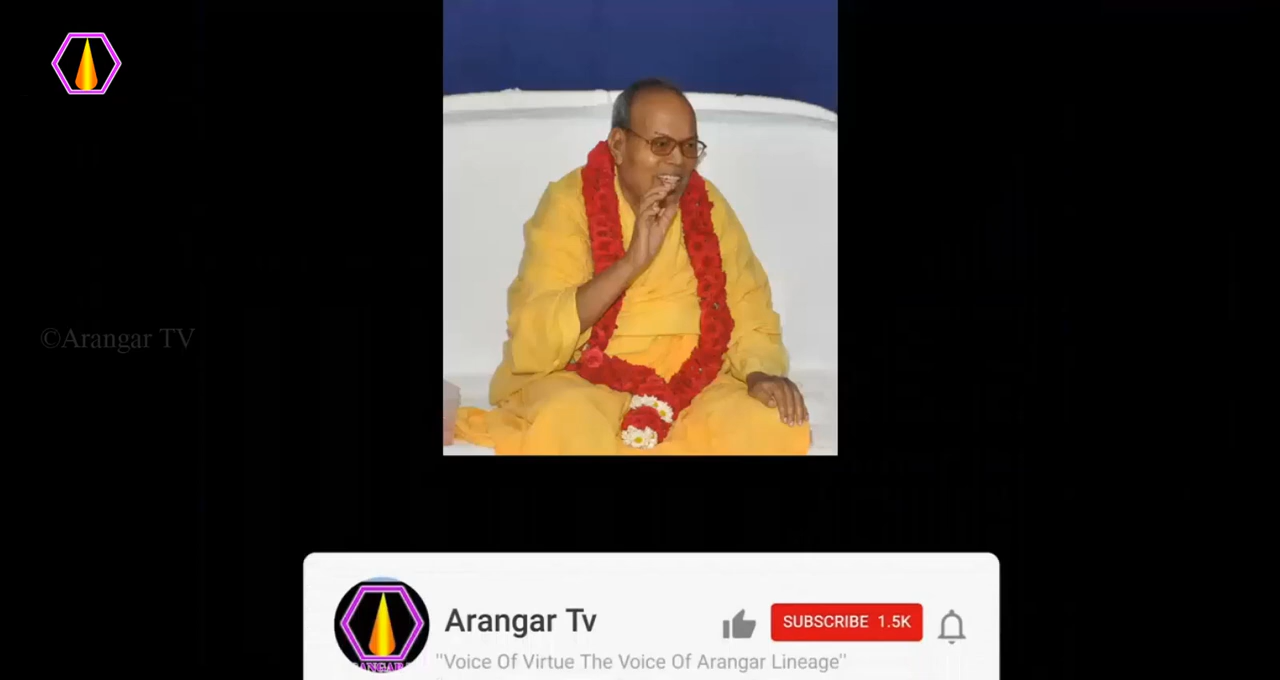 ©Arangar TV
Arangar Tv
SUBSCRIBE 1.5K
"Voice Of Virtue The Voice Of Arangar Lineage"